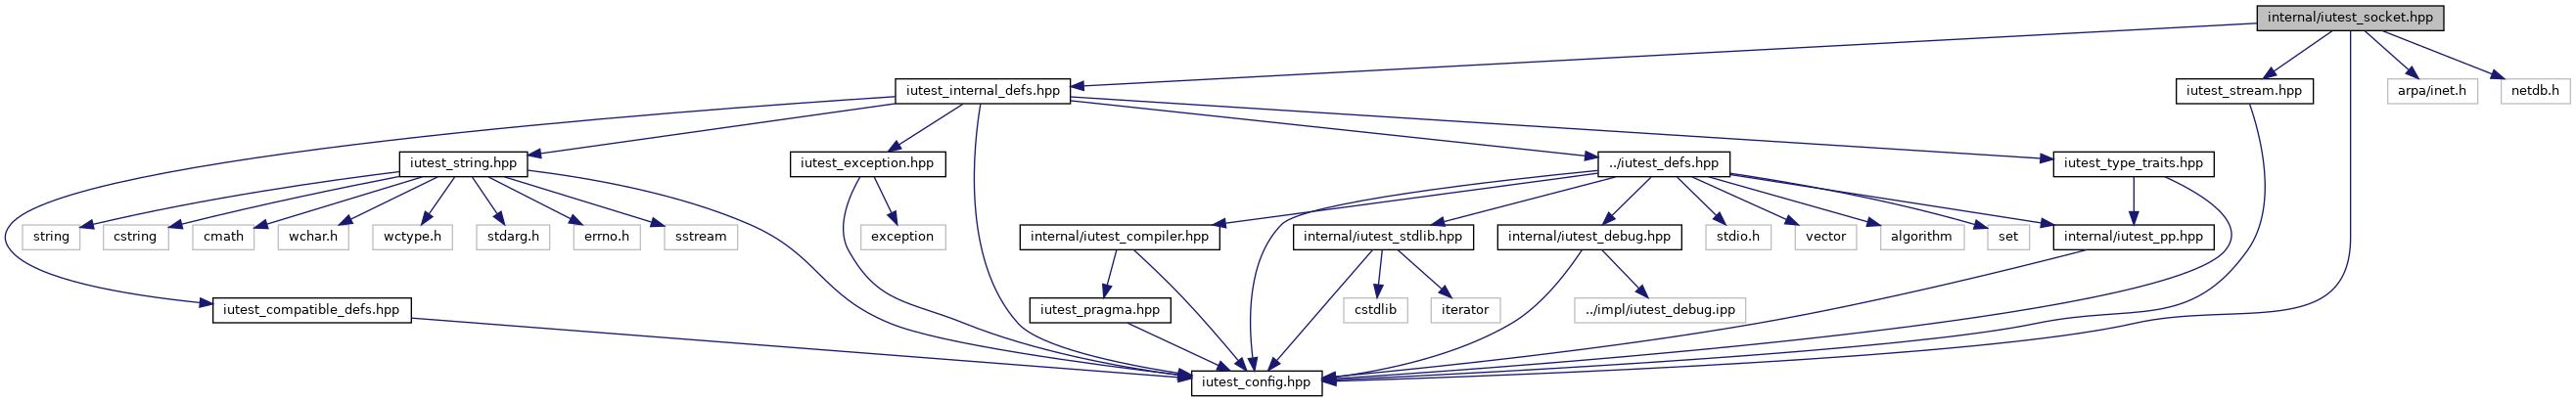 internal/iutest_socket.hpp
iutest_internal_defs.hpp
iutest_stream.hpp
arpa/inet.h
netdb.h
iutest_string.hpp
iutest_exception.hpp
../iutest_defs.hpp
iutest_type_traits.hpp
string
cstring
cmath
wchar.h
wctype.h
stdarg.h
errno.h
sstream
exception
internal/iutest_compiler.hpp
internal/iutest_stdlib.hpp
internal/iutest_debug.hpp
stdio.h
vector
algorithm
set
internal/iutest_pp.hpp
iutest_compatible_defs.hpp
iutest_pragma.hpp
cstdlib
iterator
../impl/iutest_debug.ipp
iutest_config.hpp